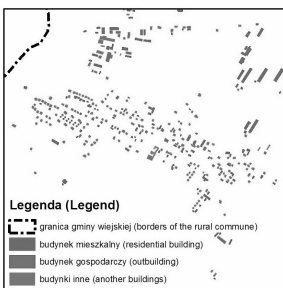 Legenda (Legend)
granica gminy wiejskiej (borders of the rural commune)
budynek mieszkalny (residential building)
budynek gospodarczy (outbuilding)
budynki inne (another buildings)